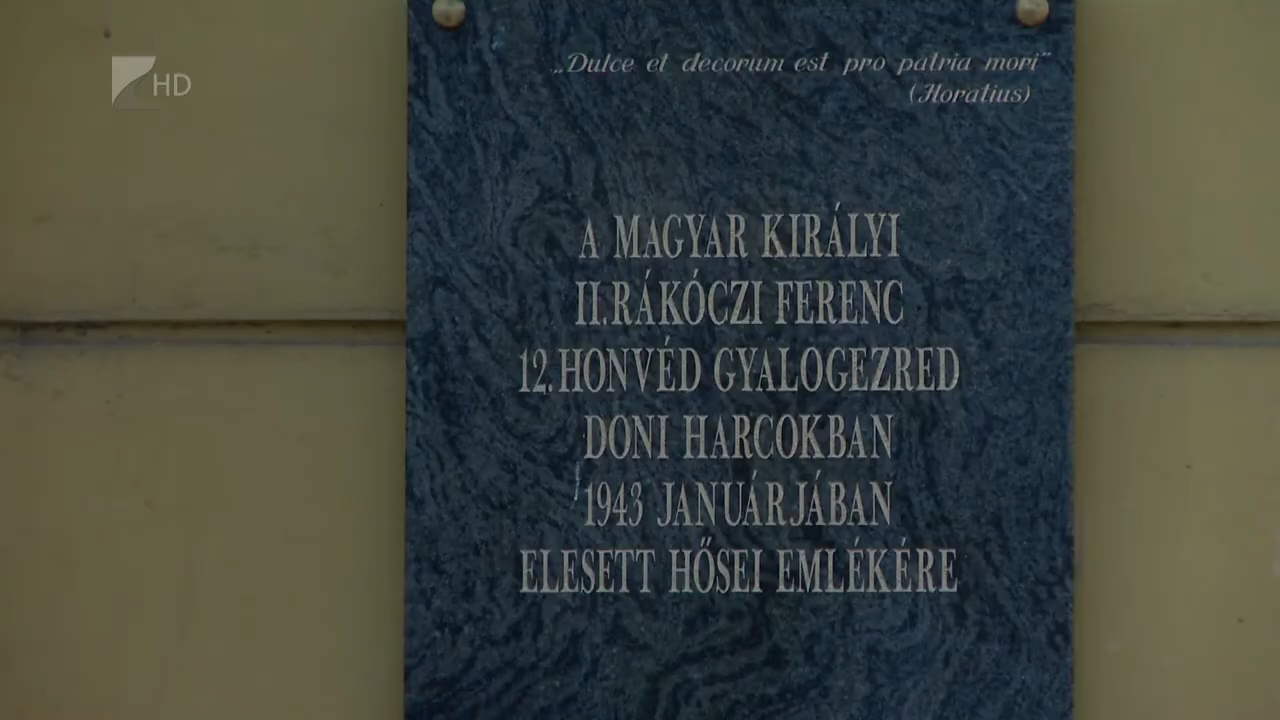 HD
„Dulce et decorum est pro patria mori”
(Horatius)
A MAGYAR KIRÁLYI
II. RÁKÓCZI FERENC
12. HONVÉD GYALOGEZRED
DONI HARCOKBAN
1943 JANUÁRJÁBAN
ELESETT HŐSEI EMLÉKÉRE